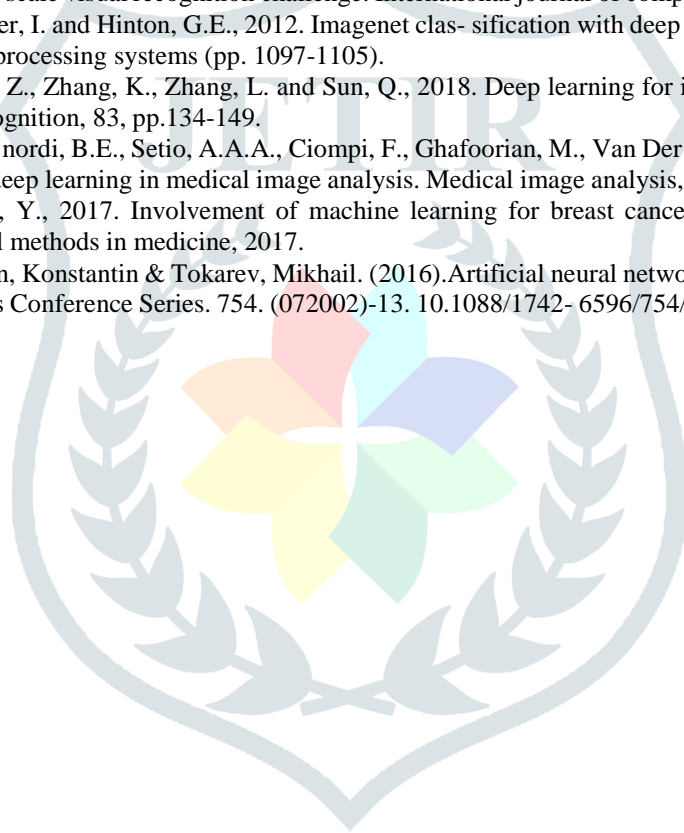 scale visual recognition challenge. International journal of comp
er, I. and Hinton, G.E., 2012. Imagenet clas- sification with deep
processing systems (pp. 1097-1105).
Z., Zhang, K., Zhang, L. and Sun, Q., 2018. Deep learning for i
ognition, 83, pp.134-149.
nordi, B.E., Setio, A.A.A., Ciompi, F., Ghafoorian, M., Van Der
deep learning in medical image analysis. Medical image analysis,
, Y., 2017. Involvement of machine learning for breast cance
l methods in medicine, 2017.
n, Konstantin & Tokarev, Mikhail. (2016).Artificial neural netwo
s Conference Series. 754. (072002)-13. 10.1088/1742- 6596/754/
JETIR